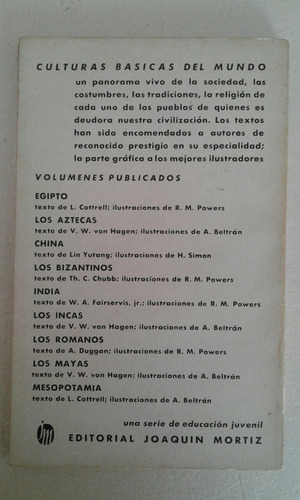 CULTURAS BASICAS DEL MUNDO
un panorama vivo de la sociedad, las
costumbres, las tradiciones, la religión de
cada uno de los pueblos de quienes es
deudora nuestra civilización. Los textos
han sido encomendados a autores de
reconocido prestigio en su especialidad;
la parte gráfica a los mejores ilustradores
VOLUMENES PUBLICADOS
EGIPTO
texto de L. Cottrell; ilustraciones de R. M. Powers
LOS AZTECAS
texto de V. W. von Hagen; ilustraciones de A. Beltrán
CHINA
texto de Lin Yutang; ilustraciones de H. Simon
LOS BIZANTINOS
texto de Th. C. Chubb; ilustraciones de R. M. Powers
INDIA
texto de W. A. Fairservis, jr.; ilustraciones de R. M. Powers
LOS INCAS
texto de V. W. von Hagen; ilustraciones de A. Beltrán
LOS ROMANOS
texto de A. Duggan; ilustraciones de R. M. Powers
LOS MAYAS
texto de V. W. von Hagen; ilustraciones de A. Beltrán
MESOPOTAMIA
texto de L. Cottrell; ilustraciones de A. Beltrán
una serie de educación juvenil
jm EDITORIAL JOAQUIN MORTIZ